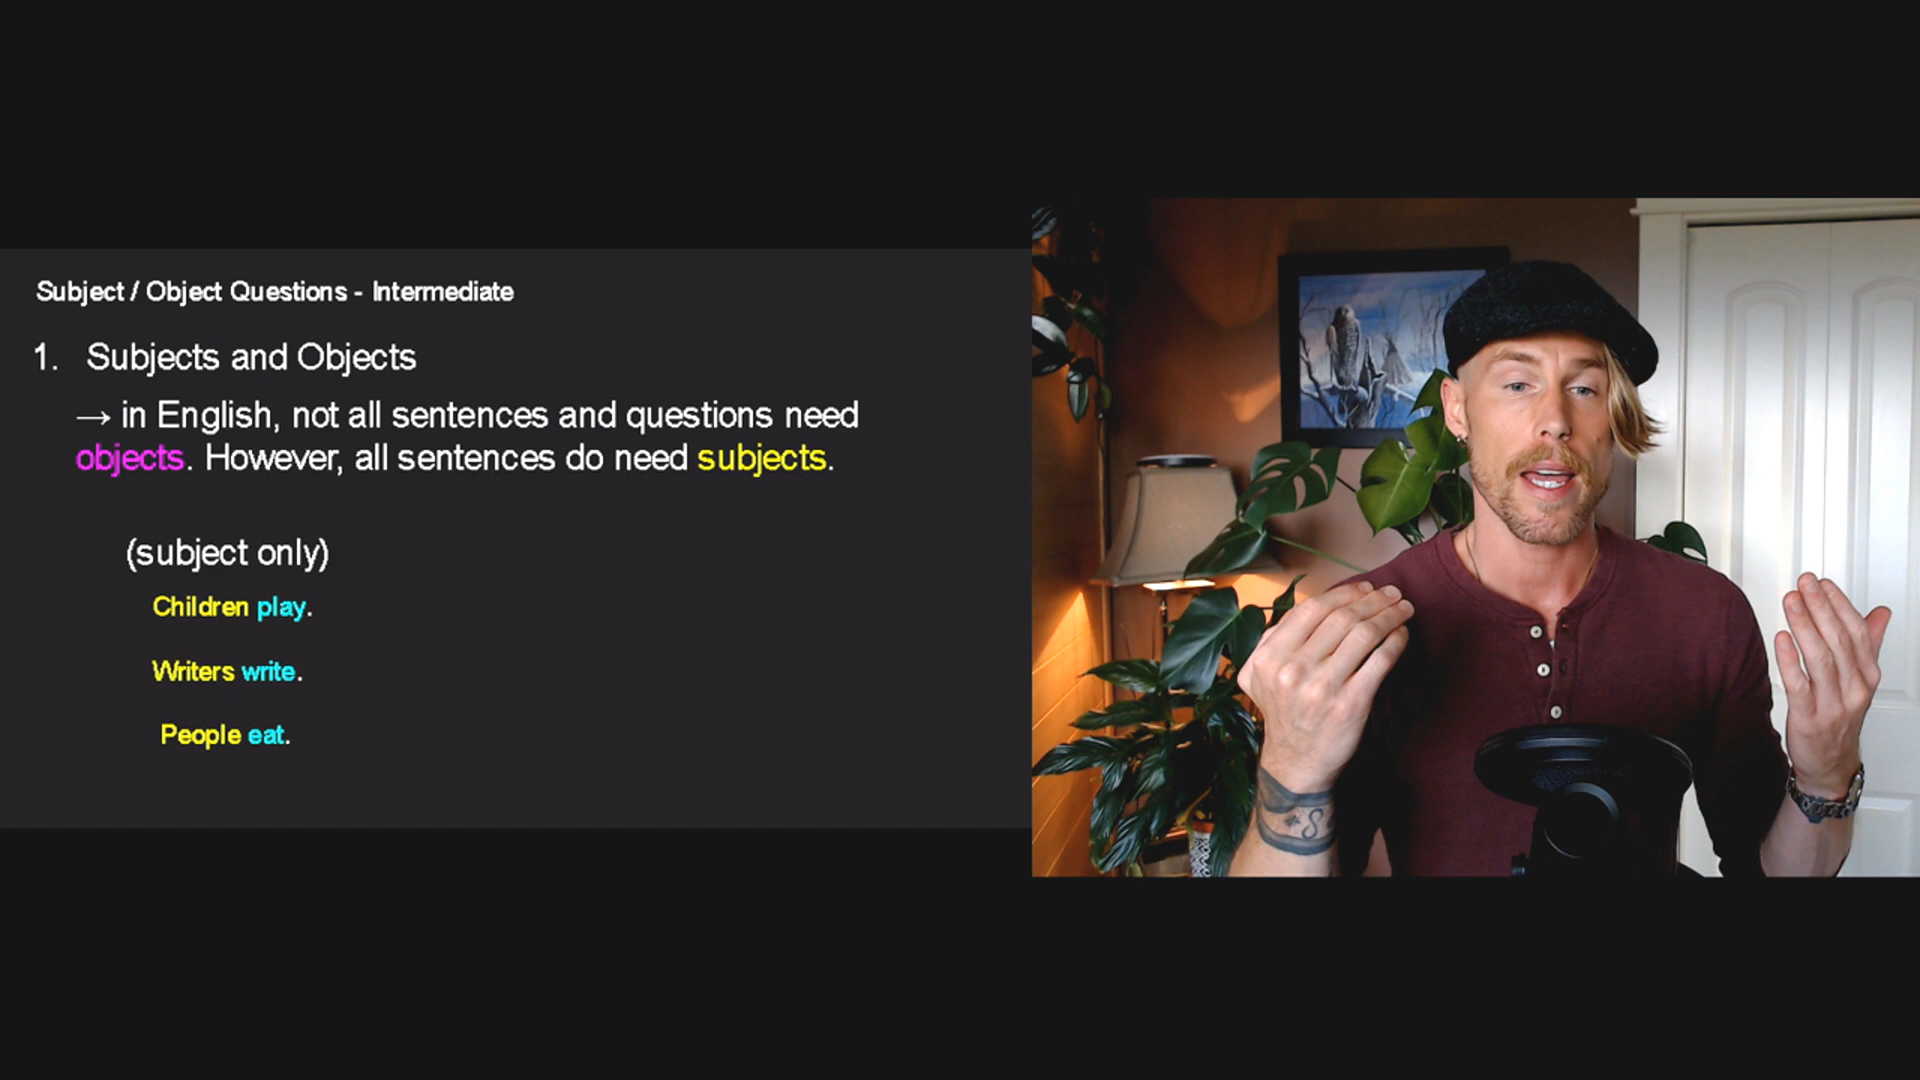 Subject / Object Questions - Intermediate
1. Subjects and Objects
→ in English, not all sentences and questions need
objects. However, all sentences do need subjects.
(subject only)
Children play.
Writers write.
People eat.